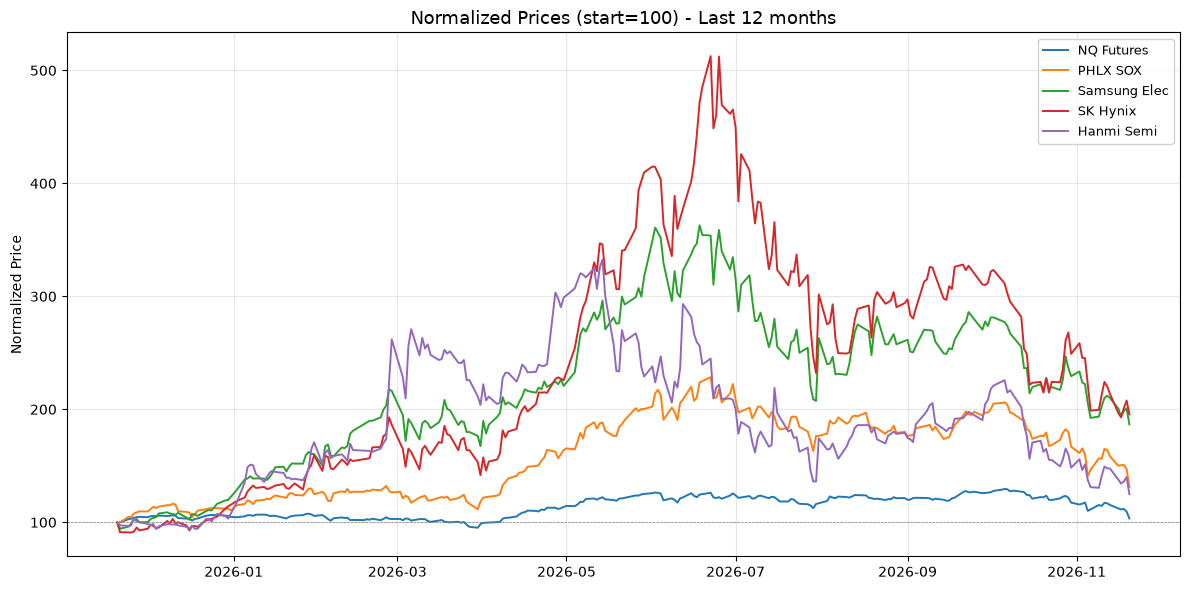 Normalized Prices (start=100) - Last 12 months
NQ Futures
PHLX SOX
Samsung Elec
SK Hynix
Hanmi Semi
Normalized Price
500
400
300
200
100
2026-01
2026-03
2026-05
2026-07
2026-09
2026-11